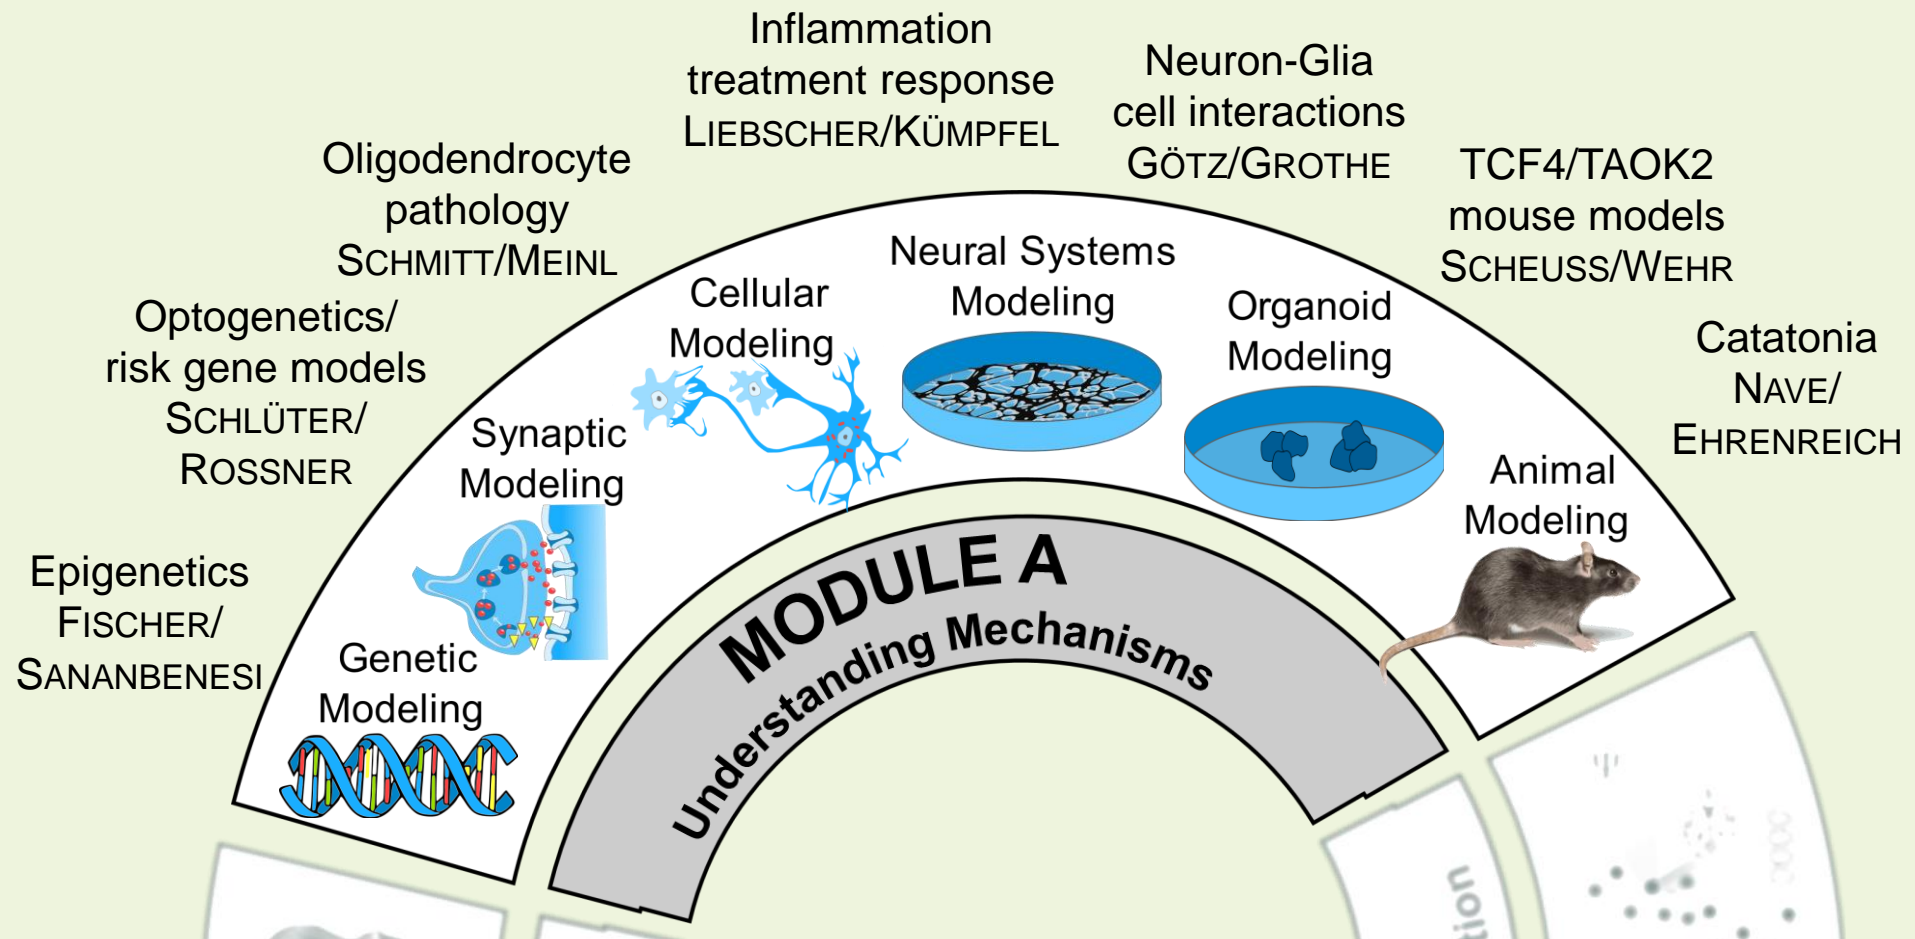 Inflammation
treatment response
LIEBSCHER/KÜMPFEL
Neuron-Glia
cell interactions
GÖTZ/GROTHE
Oligodendrocyte
pathology
SCHMITT/MEINL
TCF4/TAOK2
mouse models
SCHEUSS/WEHR
Optogenetics/
risk gene models
SCHLÜTER/
ROSSNER
Catatonia
NAVE/
EHRENREICH
Epigenetics
FISCHER/
SANANBENESI
Genetic
Modeling
Synaptic
Modeling
Cellular
Modeling
Neural Systems
Modeling
Organoid
Modeling
Animal
Modeling
MODULE A
Understanding Mechanisms
tion